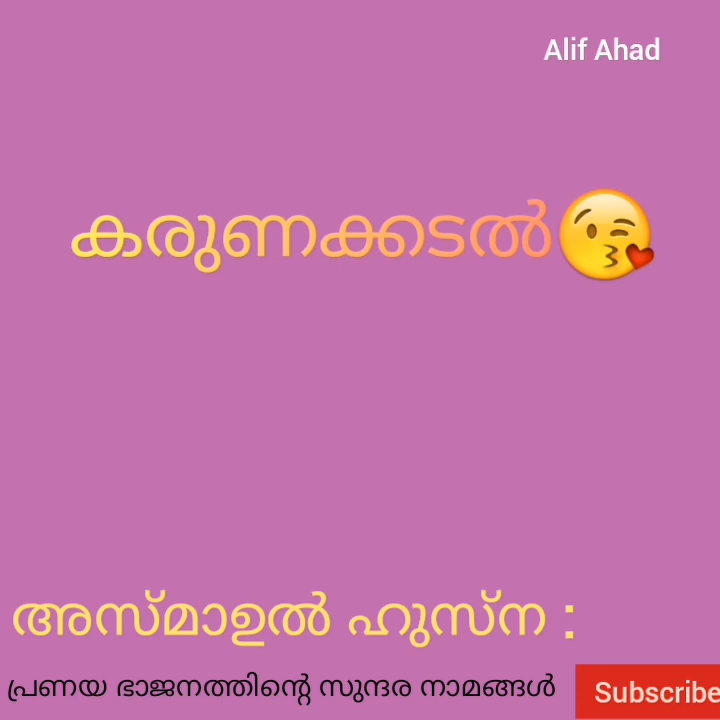 Alif Ahad
കരുണക്കടൽ😘
അസ്മാഉൽ ഹുസ്ന :
പ്രണയ ഭാജനത്തിന്റെ സുന്ദര നാമങ്ങൾ
Subscribe